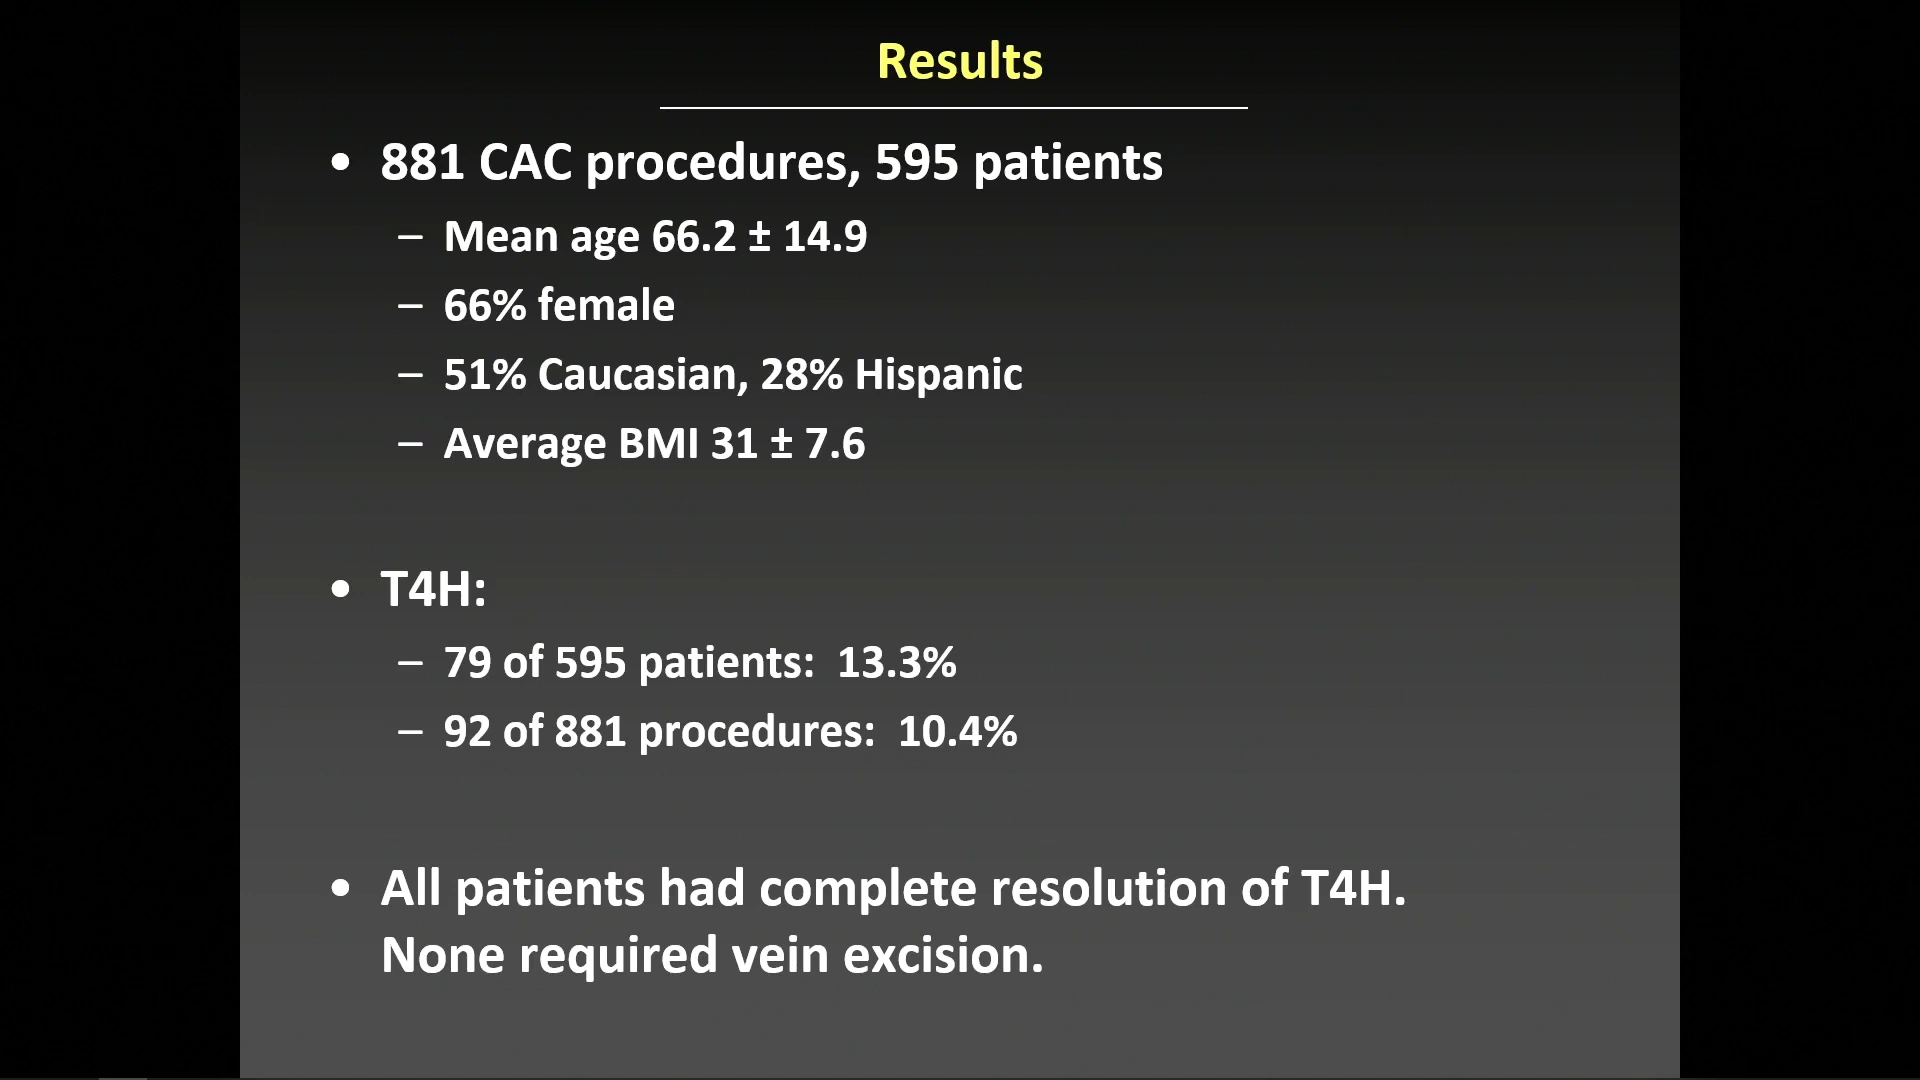 Results
• 881 CAC procedures, 595 patients
– Mean age 66.2 ± 14.9
– 66% female
– 51% Caucasian, 28% Hispanic
– Average BMI 31 ± 7.6
• T4H:
– 79 of 595 patients: 13.3%
– 92 of 881 procedures: 10.4%
• All patients had complete resolution of T4H.
None required vein excision.